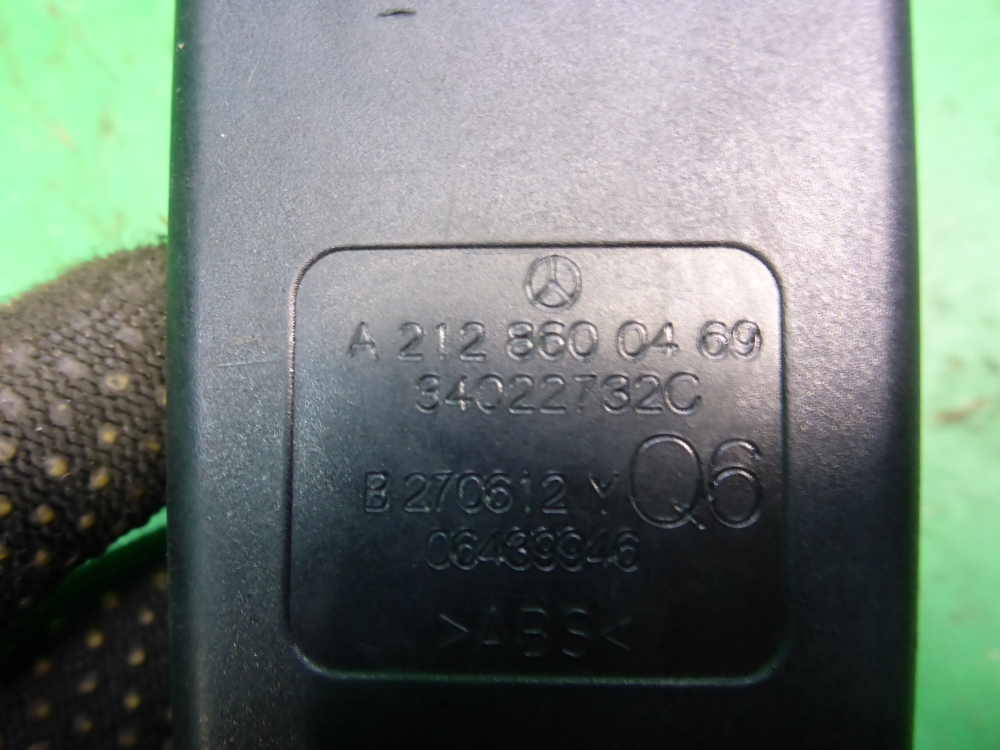 A 212 860 04 69
34022732C
B 270612 Y Q6
06439946
>ABS<